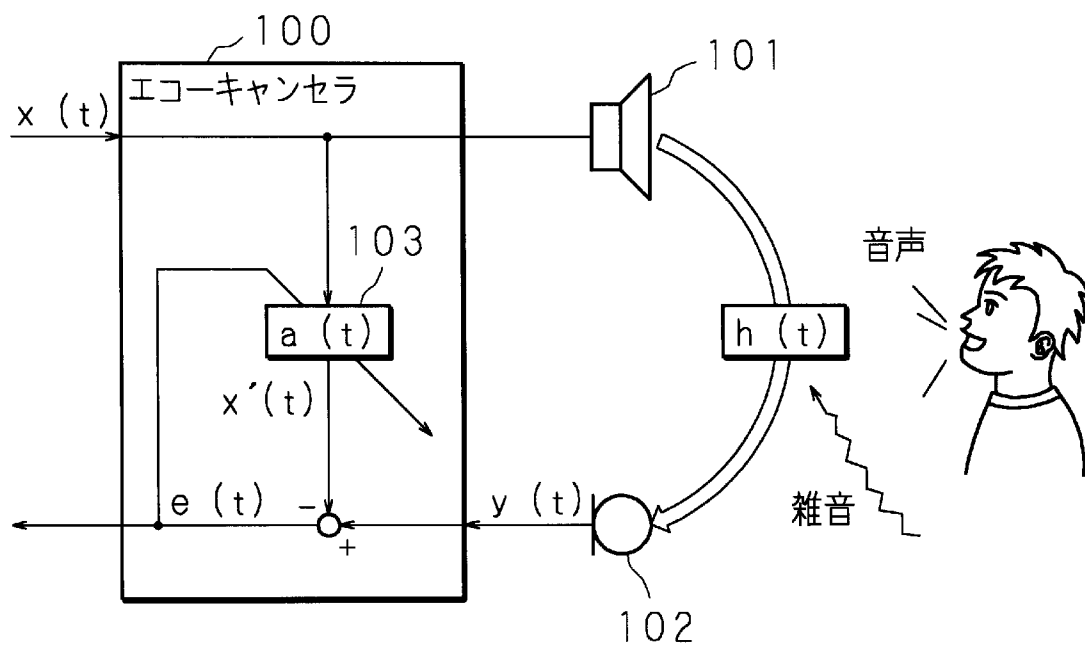 100
101
エコーキャンセラ
x (t)
103
音声
a (t)
h (t)
x´(t)
e (t)
-
y (t)
雑音
+
102